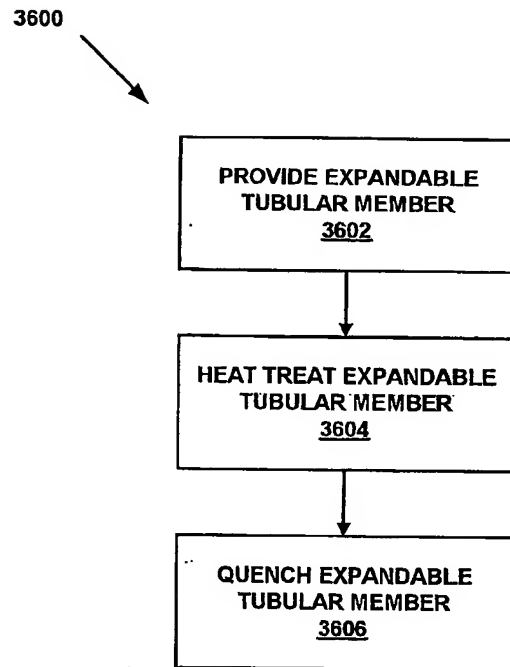 3600
PROVIDE EXPANDABLE
TUBULAR MEMBER
3602
HEAT TREAT EXPANDABLE
TUBULAR MEMBER
3604
QUENCH EXPANDABLE
TUBULAR MEMBER
3606